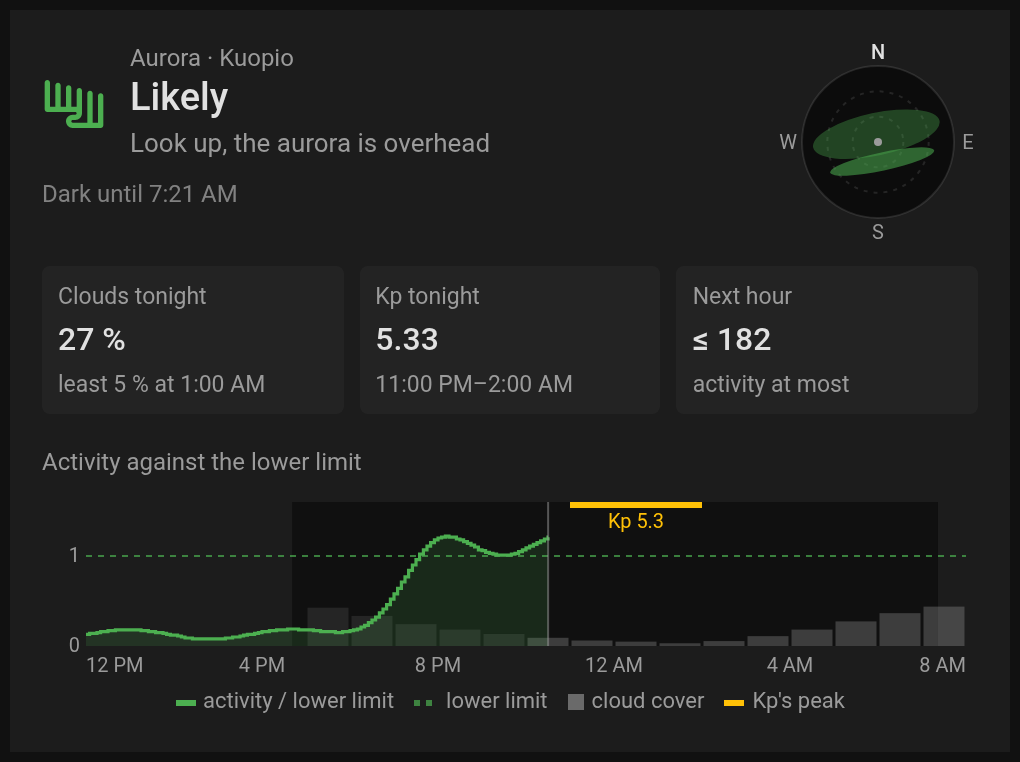 Aurora · Kuopio
Likely
Look up, the aurora is overhead
Dark until 7:21 AM
N
W
E
S
Clouds tonight
27 %
least 5 % at 1:00 AM
Kp tonight
5.33
11:00 PM–2:00 AM
Next hour
≤ 182
activity at most
Activity against the lower limit
Kp 5.3
1
0
12 PM 4 PM 8 PM 12 AM 4 AM 8 AM
activity / lower limit lower limit cloud cover Kp's peak